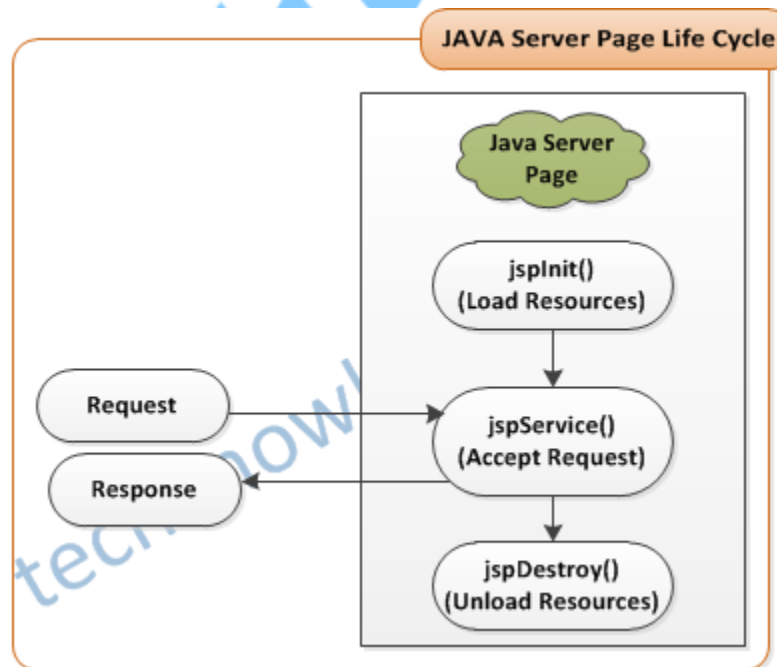 JAVA Server Page Life Cycle
Java Server
Page
jspInit()
(Load Resources)
Request
jspService()
(Accept Request)
Response
jspDestroy()
(Unload Resources)